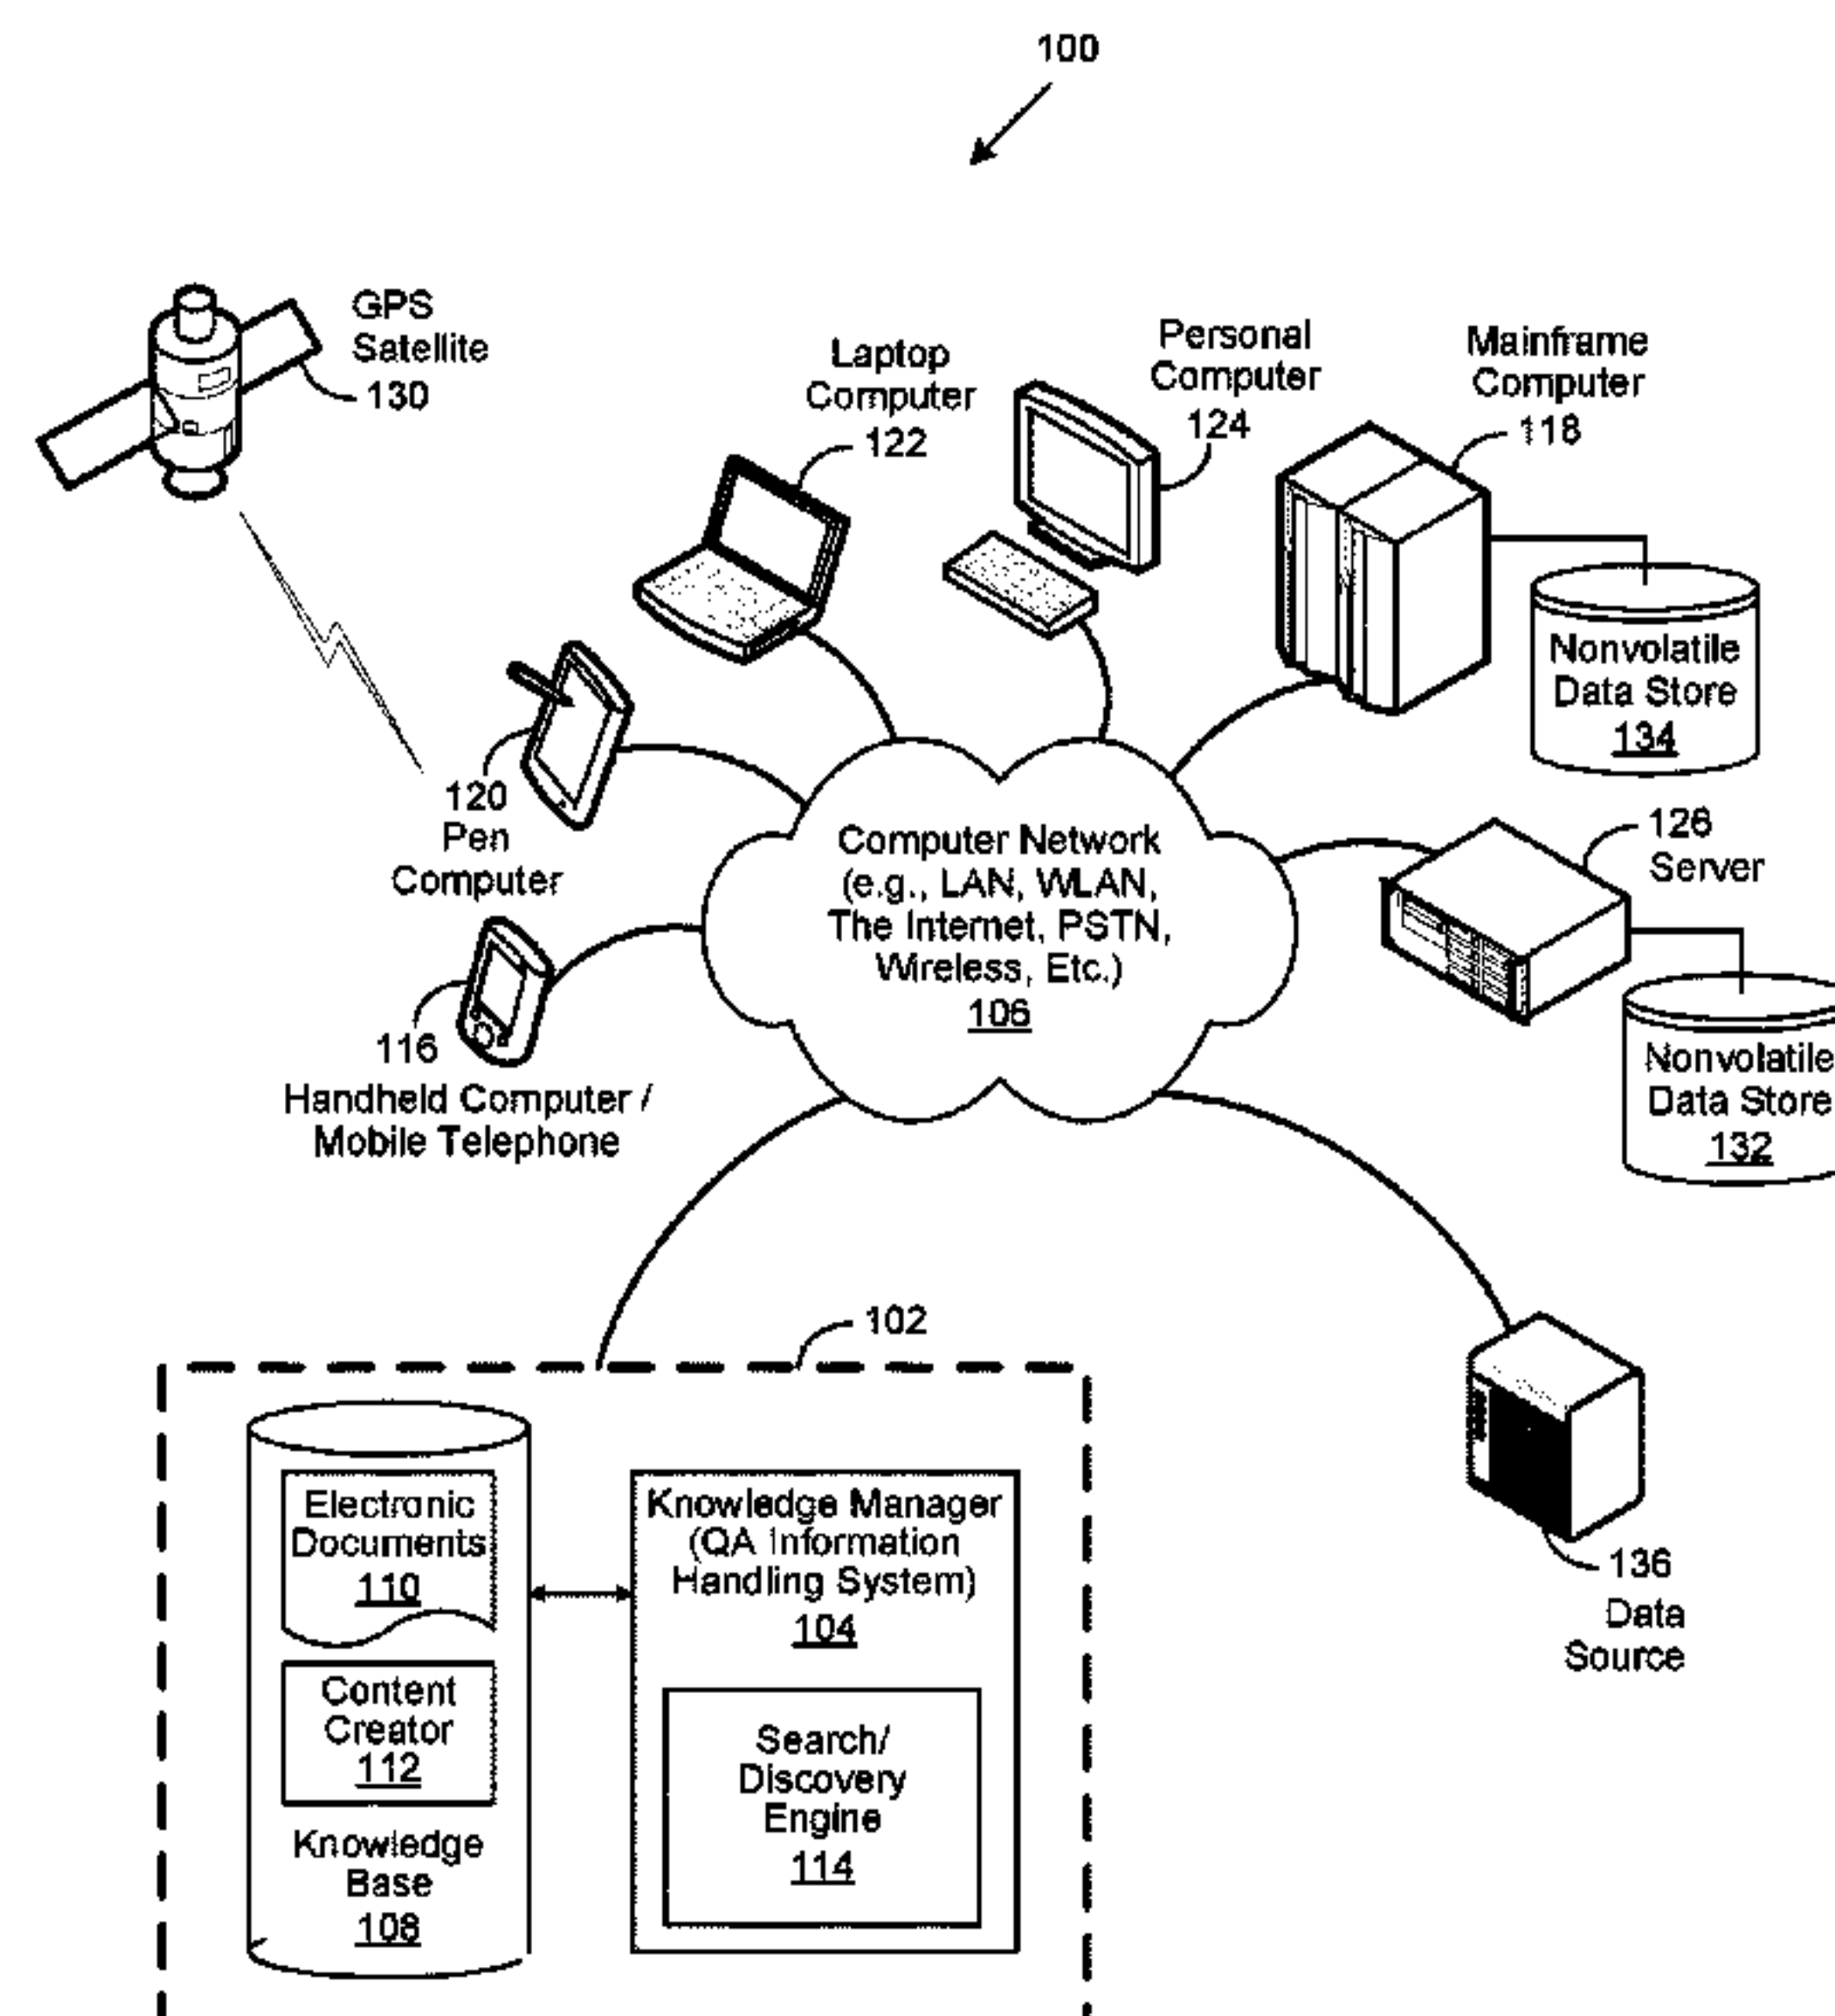 100
GPS
Satellite
130
Laptop
Computer
122
Personal
Computer
124
Mainframe
Computer
118
Nonvolatile
Data Store
134
120
Pen
Computer
Computer Network
(e.g., LAN, WLAN,
The Internet, PSTN,
Wireless, Etc.)
106
126
Server
Nonvolatile
Data Store
132
116
Handheld Computer /
Mobile Telephone
102
Electronic
Documents
110
Content
Creator
112
Knowledge
Base
108
Knowledge Manager
(QA Information
Handling System)
104
Search/
Discovery
Engine
114
136
Data
Source